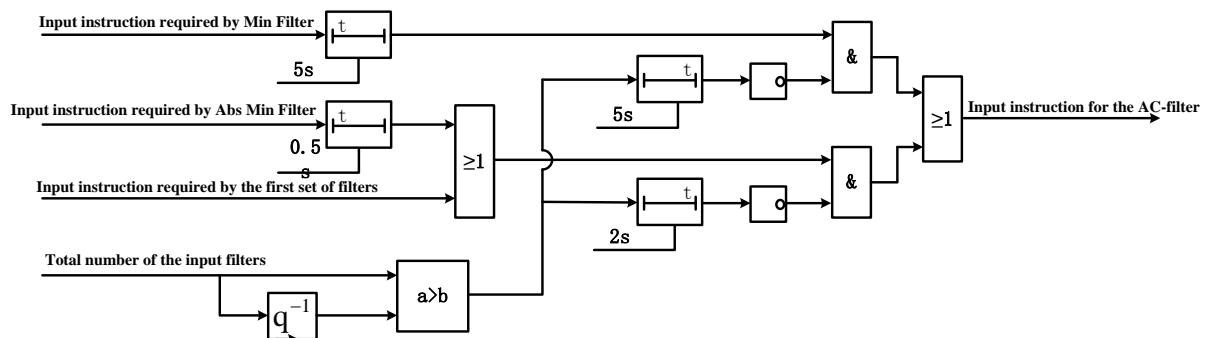 Input instruction required by Min Filter
t
5s
&
t
5s
Input instruction required by Abs Min Filter
t
0.5
s
≥1
≥1
Input instruction for the AC-filter
Input instruction required by the first set of filters
&
t
2s
Total number of the input filters
a>b
q⁻¹